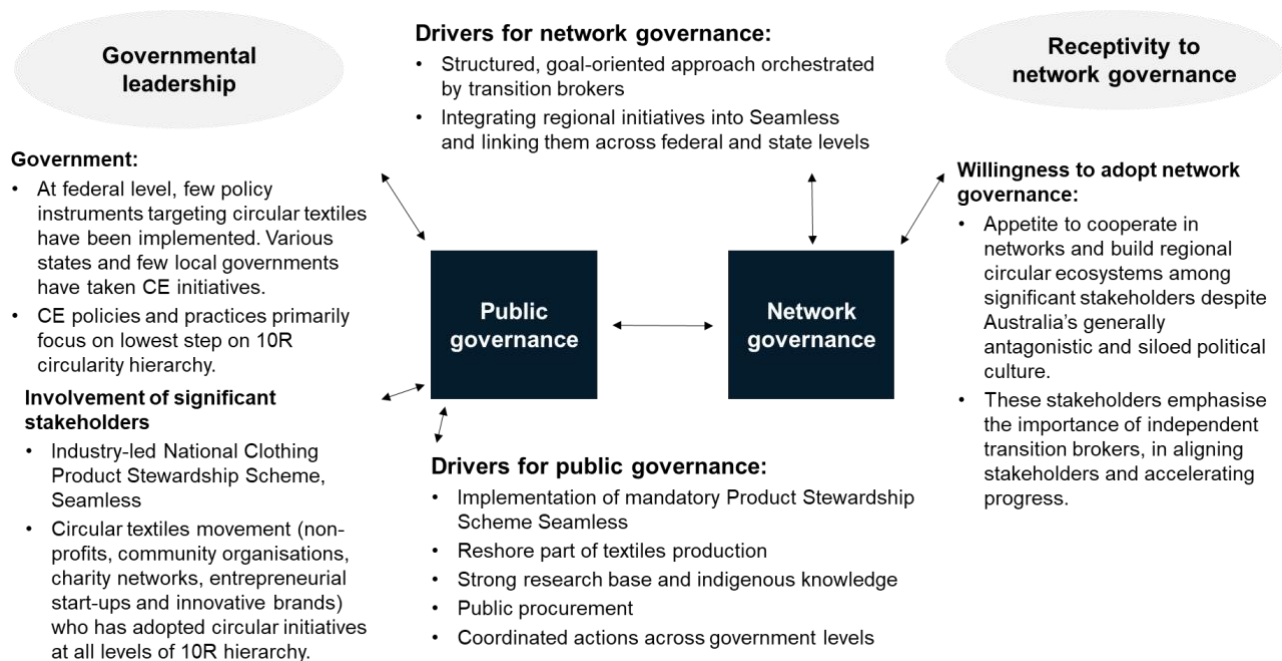 Governmental
leadership
Government:
• At federal level, few policy
instruments targeting circular textiles
have been implemented. Various
states and few local governments
have taken CE initiatives.
• CE policies and practices primarily
focus on lowest step on 10R
circularity hierarchy.
Involvement of significant
stakeholders
• Industry-led National Clothing
Product Stewardship Scheme,
Seamless
• Circular textiles movement (non-
profits, community organisations,
charity networks, entrepreneurial
start-ups and innovative brands)
who has adopted circular initiatives
at all levels of 10R hierarchy.
Drivers for network governance:
• Structured, goal-oriented approach orchestrated
by transition brokers
• Integrating regional initiatives into Seamless
and linking them across federal and state levels
Public
governance
Network
governance
Drivers for public governance:
• Implementation of mandatory Product Stewardship
Scheme Seamless
• Reshore part of textiles production
• Strong research base and indigenous knowledge
• Public procurement
• Coordinated actions across government levels
Receptivity to
network governance
Willingness to adopt network
governance:
• Appetite to cooperate in
networks and build regional
circular ecosystems among
significant stakeholders despite
Australia's generally
antagonistic and siloed political
culture.
• These stakeholders emphasise
the importance of independent
transition brokers, in aligning
stakeholders and accelerating
progress.